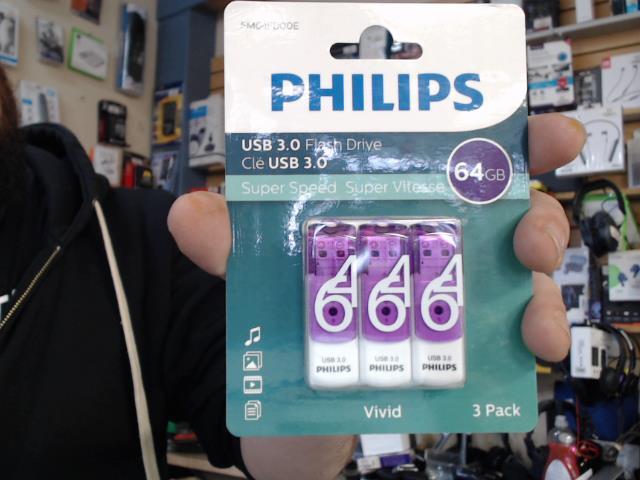 PHILIPS
USB 3.0 Flash Drive
Clé USB 3.0
Super Speed Super Vitesse
64GB
64
64
64
USB 3.0
PHILIPS
USB 3.0
PHILIPS
USB 3.0
PHILIPS
Vivid
3 Pack